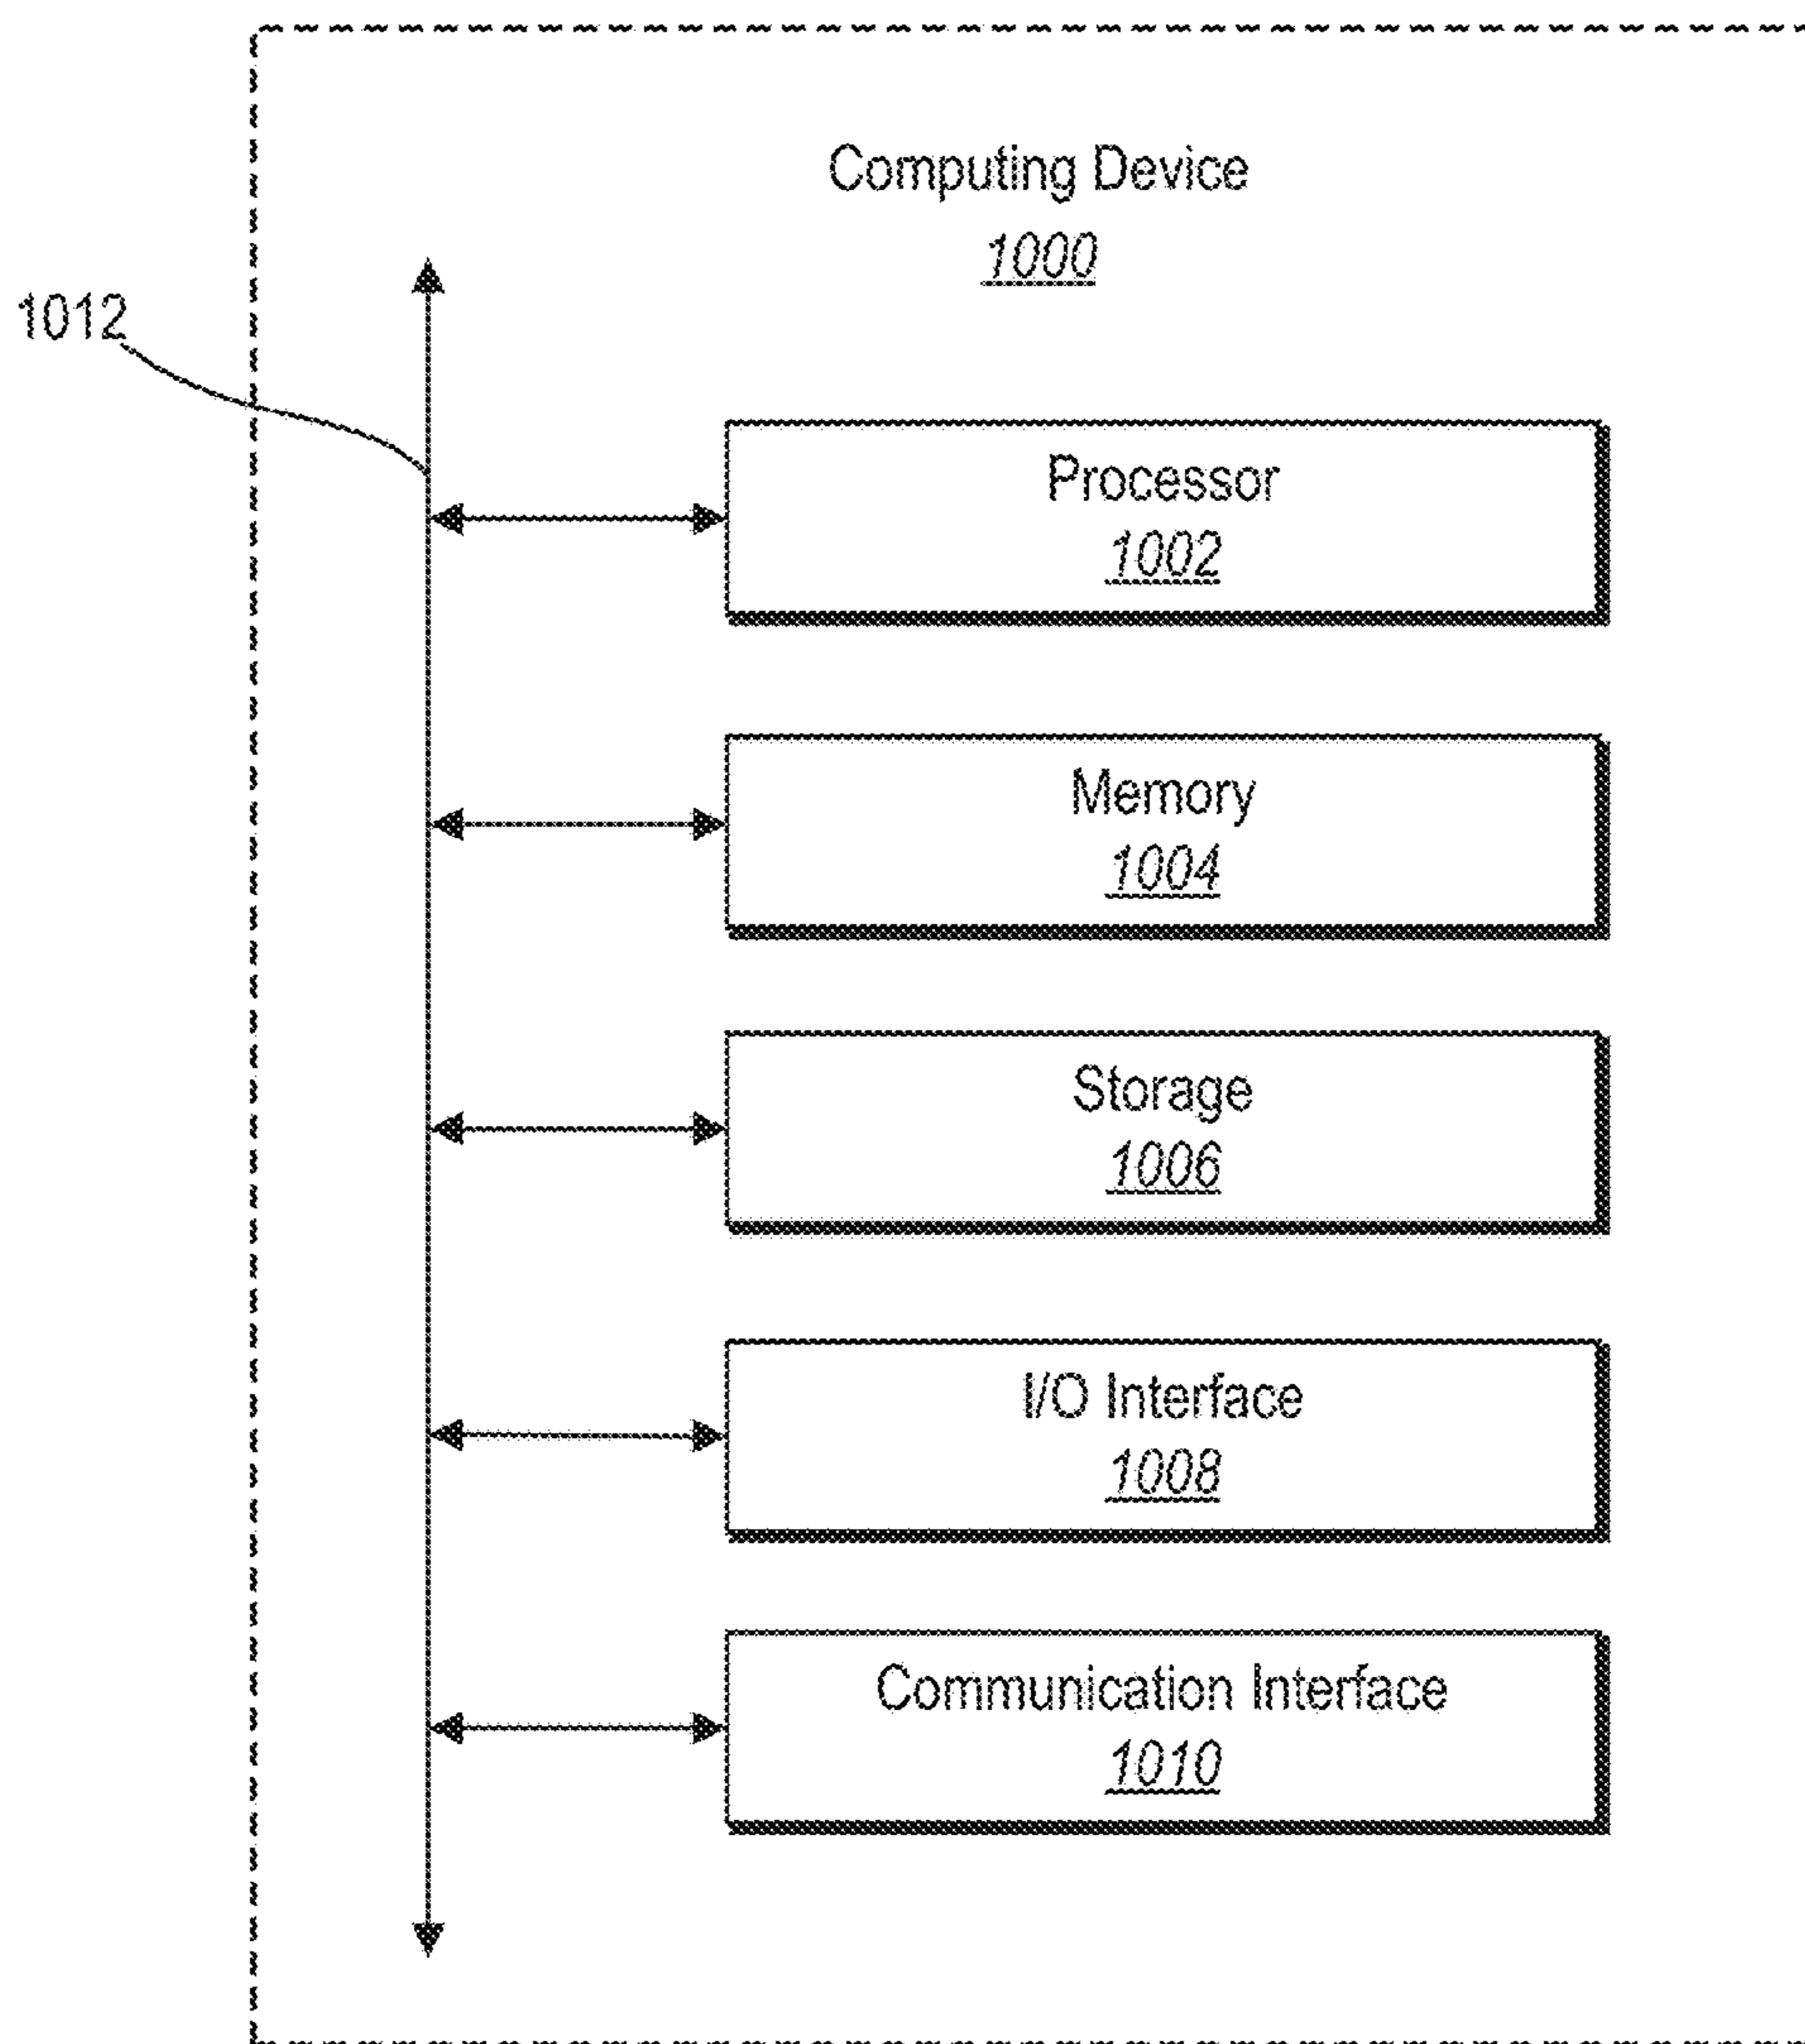 Computing Device
1000
1012
Processor
1002
Memory
1004
Storage
1006
I/O Interface
1008
Communication Interface
1010